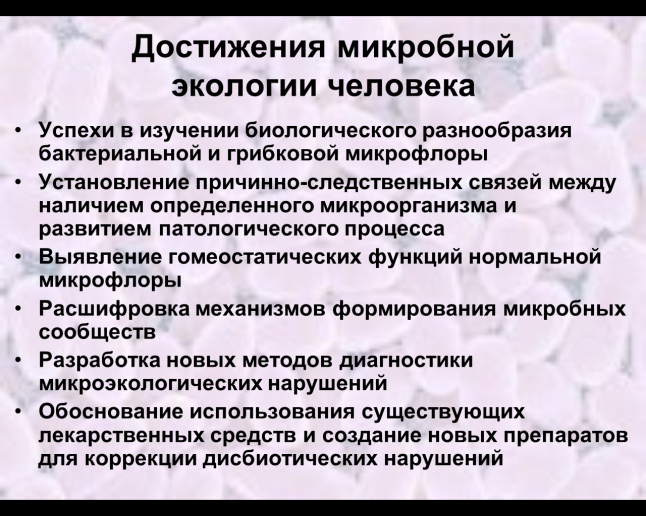 Достижения микробной
экологии человека
• Успехи в изучении биологического разнообразия
бактериальной и грибковой микрофлоры
• Установление причинно-следственных связей между
наличием определенного микроорганизма и
развитием патологического процесса
• Выявление гомеостатических функций нормальной
микрофлоры
• Расшифровка механизмов формирования микробных
сообществ
• Разработка новых методов диагностики
микроэкологических нарушений
• Обоснование использования существующих
лекарственных средств и создание новых препаратов
для коррекции дисбиотических нарушений